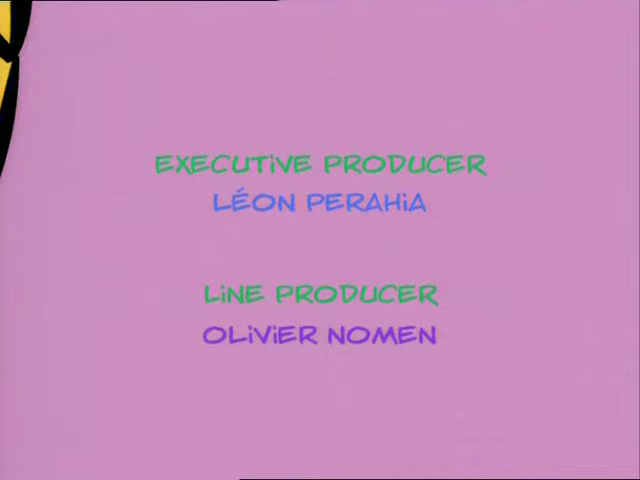 EXECUTiVE PRODUCER
LÉON PERAHiA
LiNE PRODUCER
OLiViER NOMEN